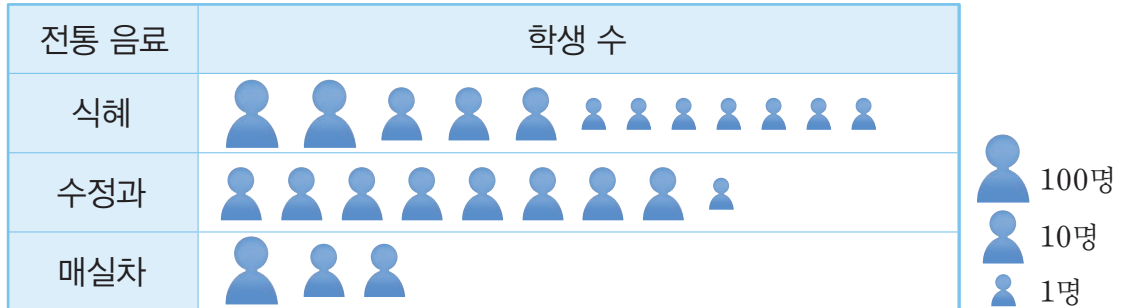 전통 음료 학생 수
식혜
수정과
매실차
100명
10명
1명